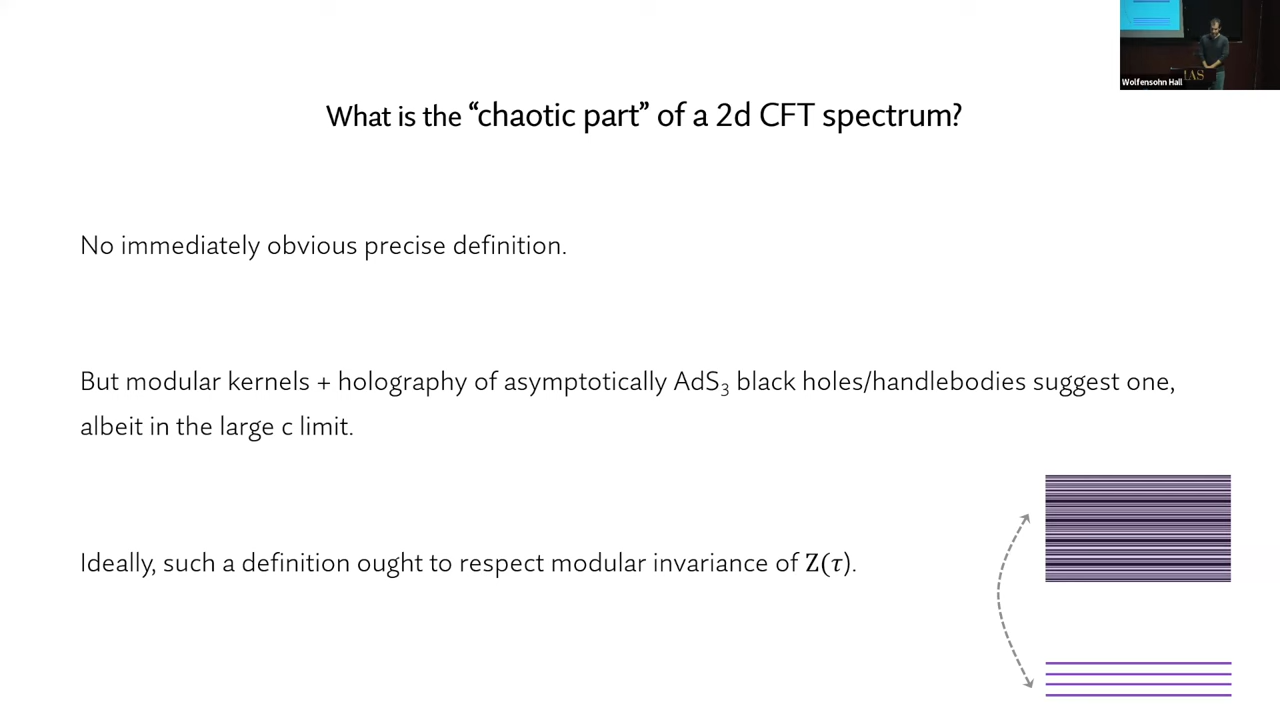 Wolfensohn Hall
IAS
What is the “chaotic part” of a 2d CFT spectrum?
No immediately obvious precise definition.
But modular kernels + holography of asymptotically AdS₃ black holes/handlebodies suggest one,
albeit in the large c limit.
Ideally, such a definition ought to respect modular invariance of Z(τ).